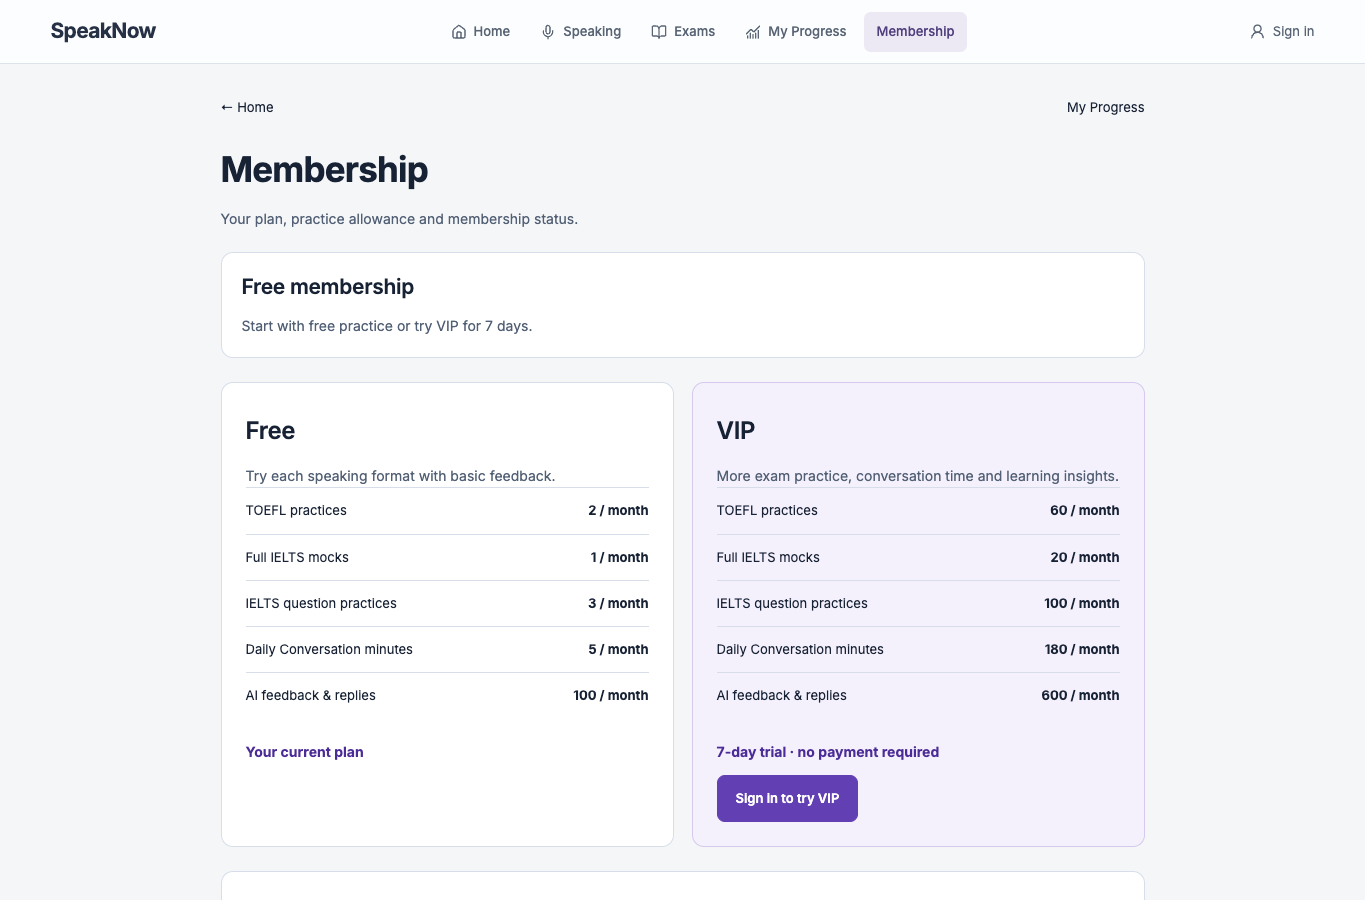 SpeakNow
Home
Speaking
Exams
My Progress
Membership
Sign In
← Home
My Progress
Membership
Your plan, practice allowance and membership status.
Free membership
Start with free practice or try VIP for 7 days.
Free
Try each speaking format with basic feedback.
TOEFL practices 2 / month
Full IELTS mocks 1 / month
IELTS question practices 3 / month
Daily Conversation minutes 5 / month
AI feedback & replies 100 / month
Your current plan
VIP
More exam practice, conversation time and learning insights.
TOEFL practices 60 / month
Full IELTS mocks 20 / month
IELTS question practices 100 / month
Daily Conversation minutes 180 / month
AI feedback & replies 600 / month
7-day trial · no payment required
Sign in to try VIP